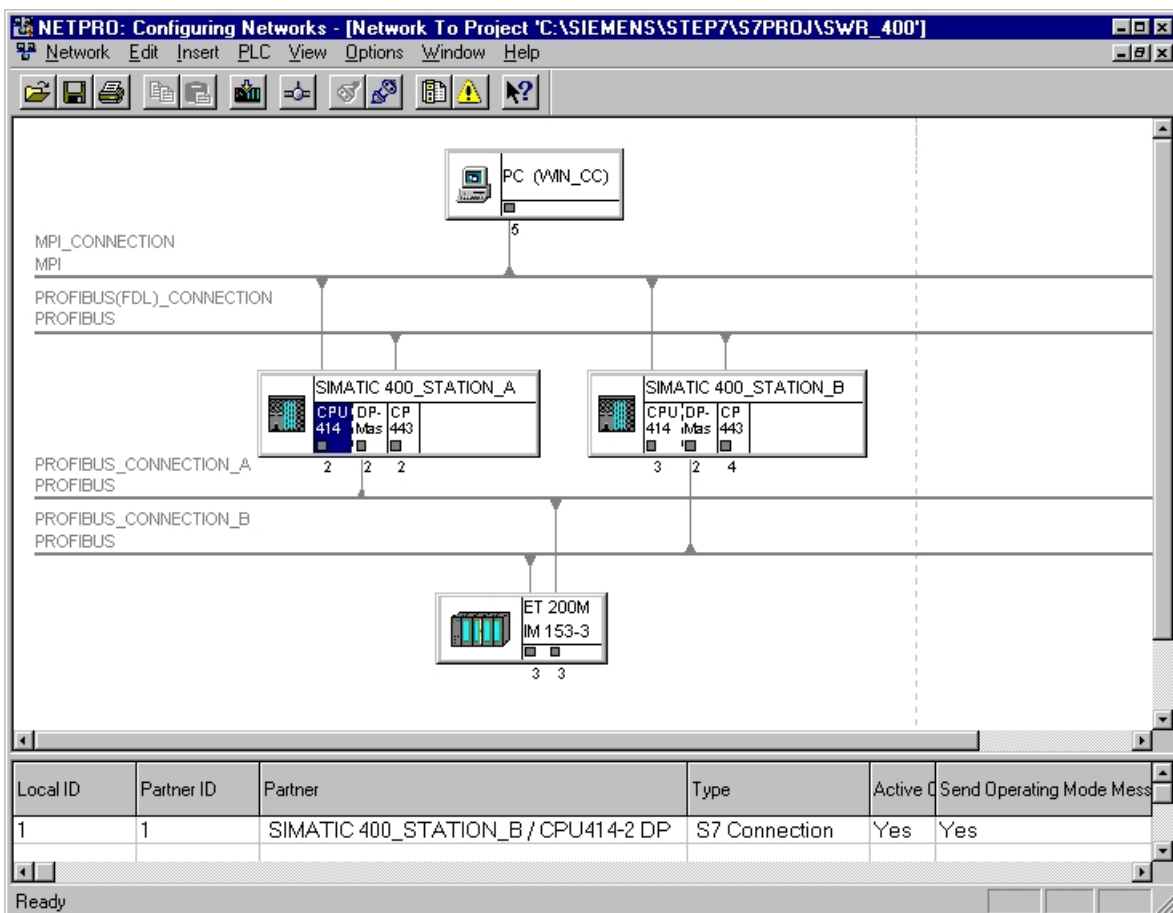 NETPRO: Configuring Networks - [Network To Project 'C:\SIEMENS\STEP7\S7PROJ\SWR_400']
Network Edit Insert PLC View Options Window Help
PC (WIN_CC)
5
MPI_CONNECTION
MPI
PROFIBUS(FDL)_CONNECTION
PROFIBUS
SIMATIC 400_STATION_A
CPU DP- CP
414 Mas 443
2 2 2
SIMATIC 400_STATION_B
CPU DP- CP
414 Mas 443
3 2 4
PROFIBUS_CONNECTION_A
PROFIBUS
PROFIBUS_CONNECTION_B
PROFIBUS
ET 200M
IM 153-3
3 3
Local ID Partner ID Partner Type Active C Send Operating Mode Mess
1 1 SIMATIC 400_STATION_B / CPU414-2 DP S7 Connection Yes Yes
Ready